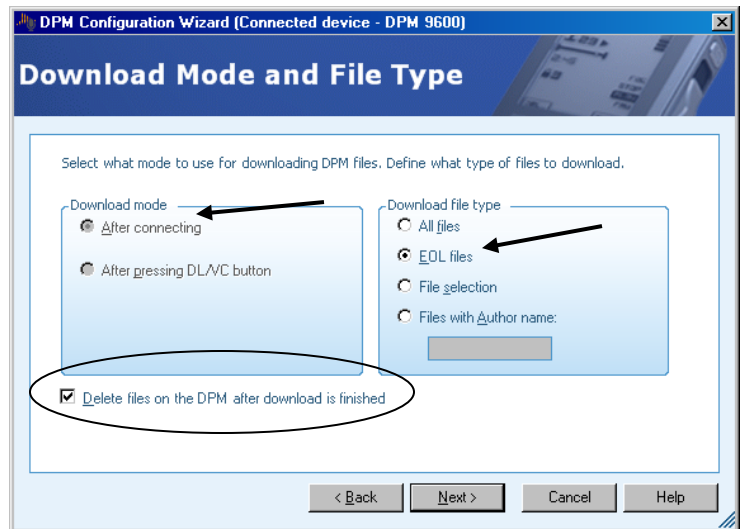 DPM Configuration Wizard (Connected device - DPM 9600)
Download Mode and File Type
Select what mode to use for downloading DPM files. Define what type of files to download.
Download mode
After connecting
After pressing DL/VC button
Download file type
All files
EOL files
File selection
Files with Author name:
Delete files on the DPM after download is finished
< Back
Next >
Cancel
Help